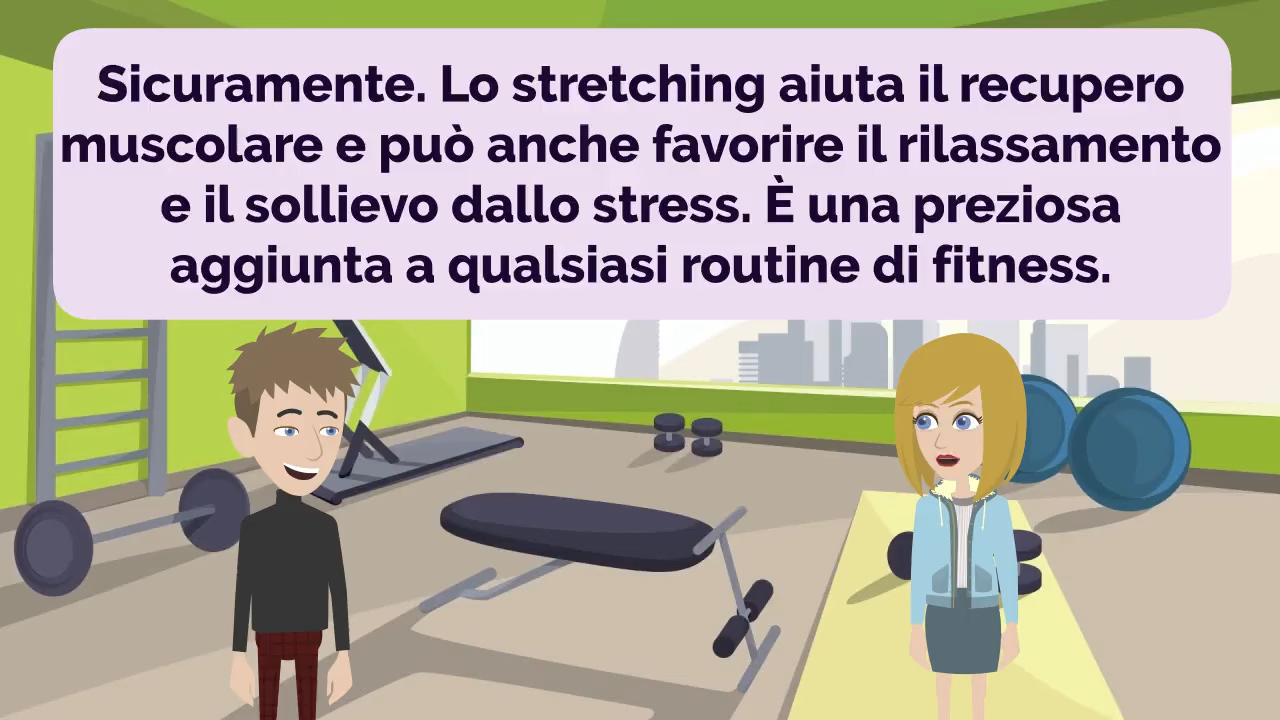 Sicuramente. Lo stretching aiuta il recupero
muscolare e può anche favorire il rilassamento
e il sollievo dallo stress. È una preziosa
aggiunta a qualsiasi routine di fitness.